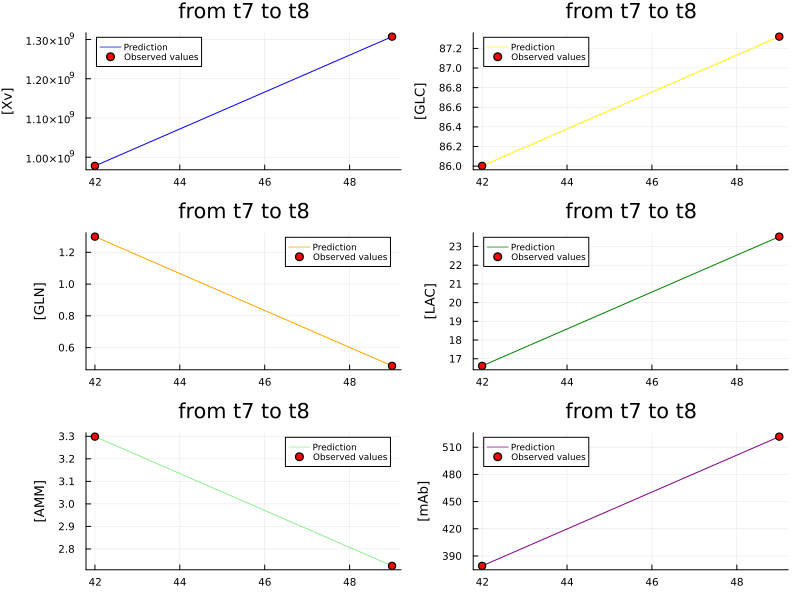 from t7 to t8
[Xv]
1.30×10⁹
1.20×10⁹
1.10×10⁹
1.00×10⁹
Prediction
Observed values
42 44 46 48
from t7 to t8
[GLC]
87.2
87.0
86.8
86.6
86.4
86.2
86.0
Prediction
Observed values
42 44 46 48
from t7 to t8
[GLN]
1.2
1.0
0.8
0.6
Prediction
Observed values
42 44 46 48
from t7 to t8
[LAC]
23
22
21
20
19
18
17
Prediction
Observed values
42 44 46 48
from t7 to t8
[AMM]
3.3
3.2
3.1
3.0
2.9
2.8
Prediction
Observed values
42 44 46 48
from t7 to t8
[mAb]
510
480
450
420
390
Prediction
Observed values
42 44 46 48